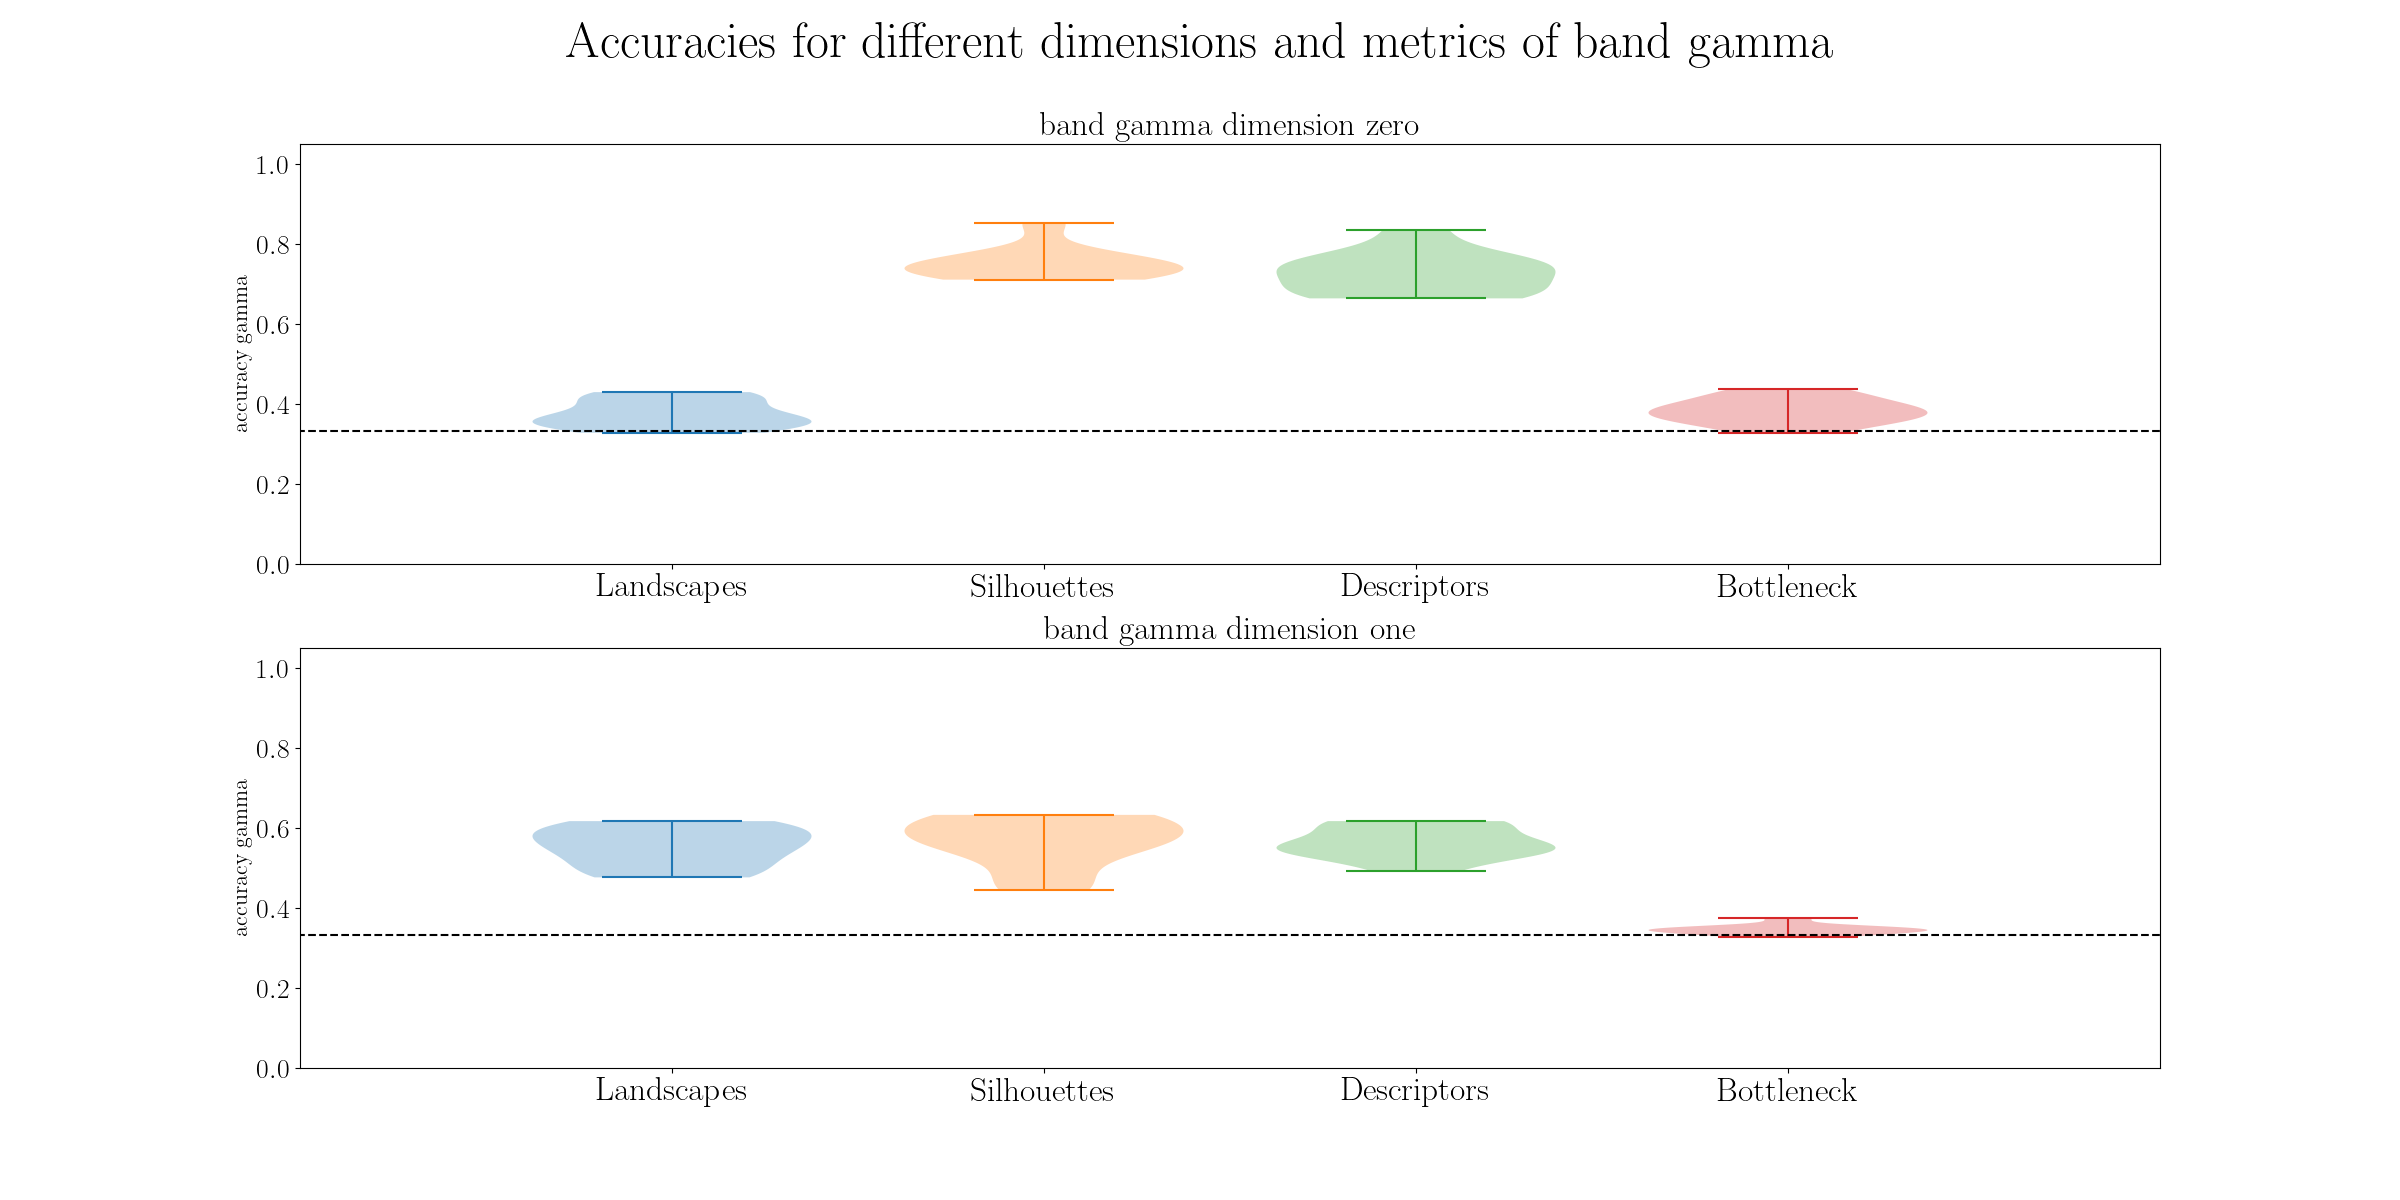 Accuracies for different dimensions and metrics of band gamma
band gamma dimension zero
accuracy gamma
1.0
0.8
0.6
0.4
0.2
0.0
Landscapes Silhouettes Descriptors Bottleneck
band gamma dimension one
accuracy gamma
1.0
0.8
0.6
0.4
0.2
0.0
Landscapes Silhouettes Descriptors Bottleneck